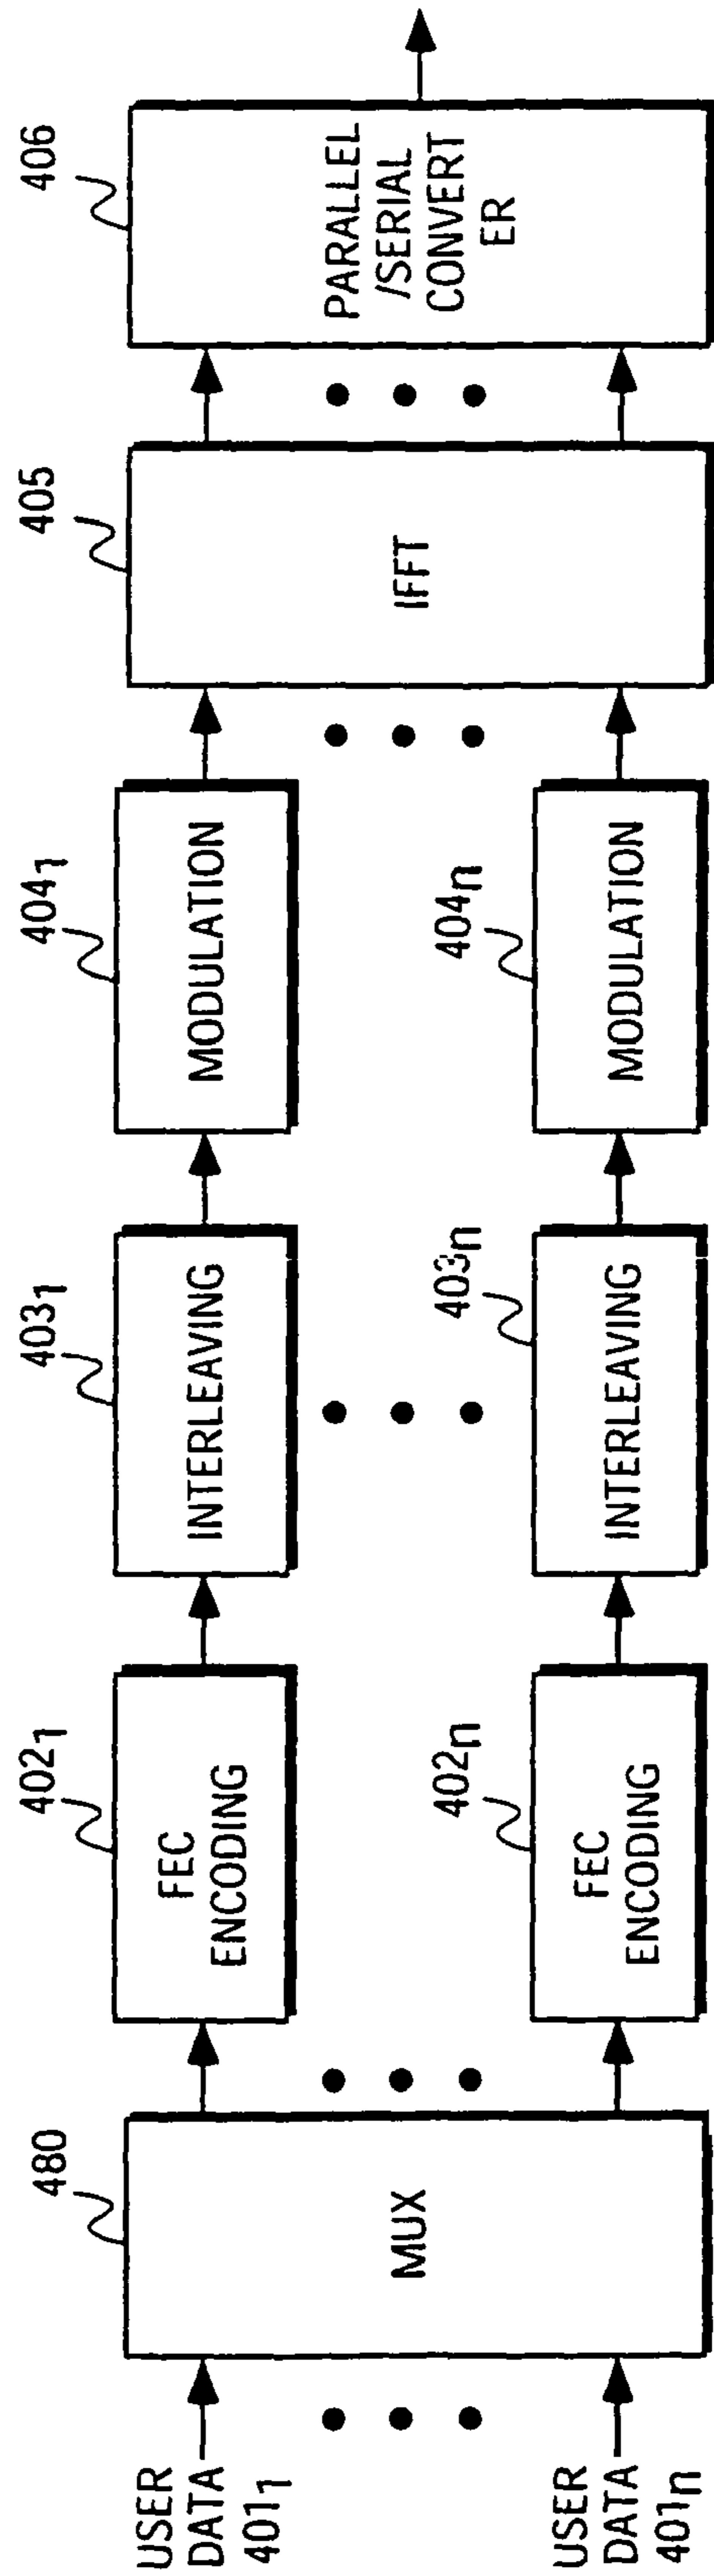 USER
DATA
401₁
480
MUX
402₁
FEC
ENCODING
403₁
INTERLEAVING
404₁
MODULATION
405
IFFT
406
PARALLEL
/SERIAL
CONVERT
ER
USER
DATA
401ₙ
402ₙ
FEC
ENCODING
403ₙ
INTERLEAVING
404ₙ
MODULATION